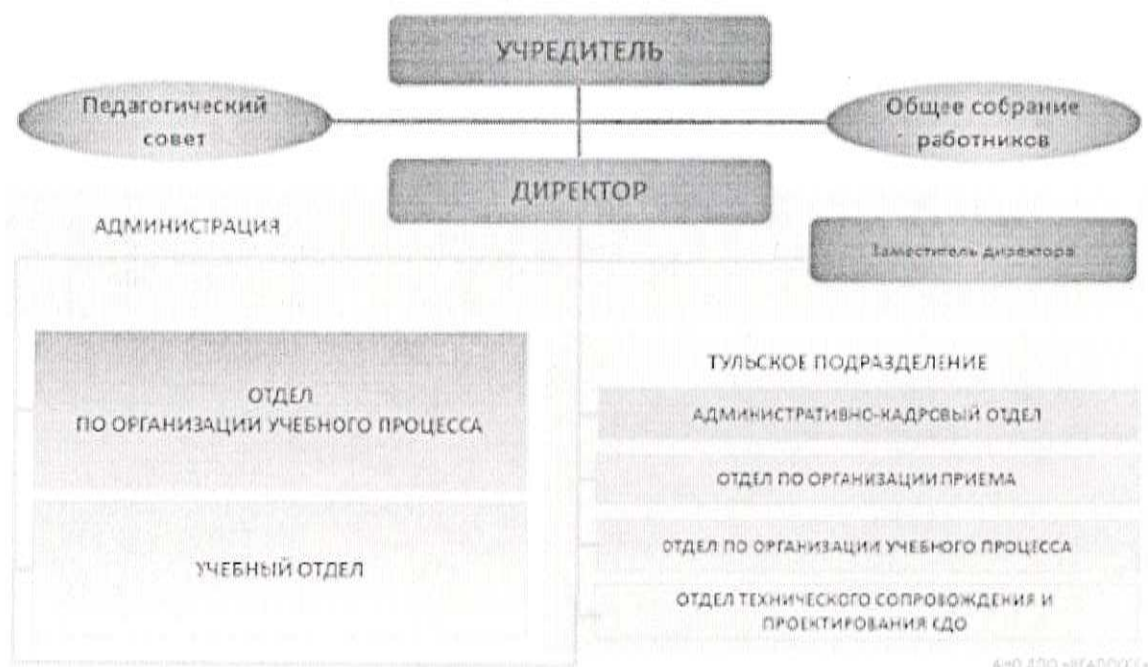 УЧРЕДИТЕЛЬ
Педагогический
совет
Общее собрание
работников
ДИРЕКТОР
АДМИНИСТРАЦИЯ
Заместитель директора
ОТДЕЛ
ПО ОРГАНИЗАЦИИ УЧЕБНОГО ПРОЦЕССА
УЧЕБНЫЙ ОТДЕЛ
ТУЛЬСКОЕ ПОДРАЗДЕЛЕНИЕ
АДМИНИСТРАТИВНО-КАДРОВЫЙ ОТДЕЛ
ОТДЕЛ ПО ОРГАНИЗАЦИИ ПРИЕМА
ОТДЕЛ ПО ОРГАНИЗАЦИИ УЧЕБНОГО ПРОЦЕССА
ОТДЕЛ ТЕХНИЧЕСКОГО СОПРОВОЖДЕНИЯ И
ПРОЕКТИРОВАНИЯ СДО